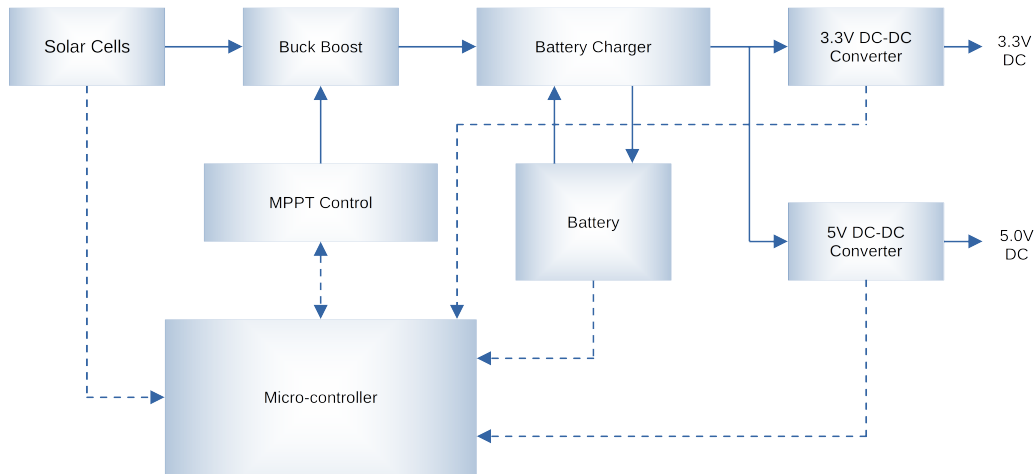 Solar Cells
Buck Boost
Battery Charger
3.3V DC-DC
Converter
3.3V
DC
MPPT Control
Battery
5V DC-DC
Converter
5.0V
DC
Micro-controller